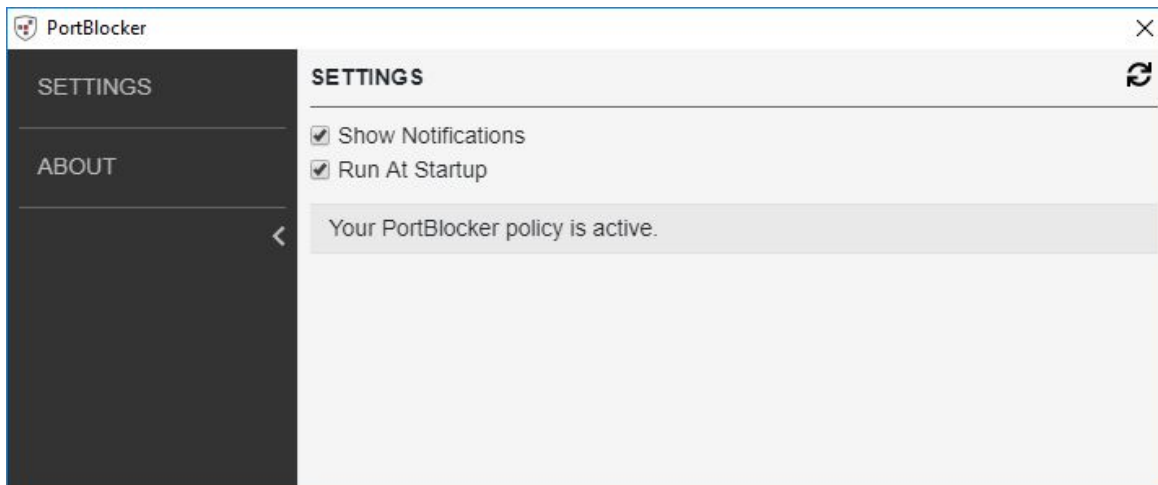 PortBlocker
SETTINGS
ABOUT
SETTINGS
Show Notifications
Run At Startup
Your PortBlocker policy is active.